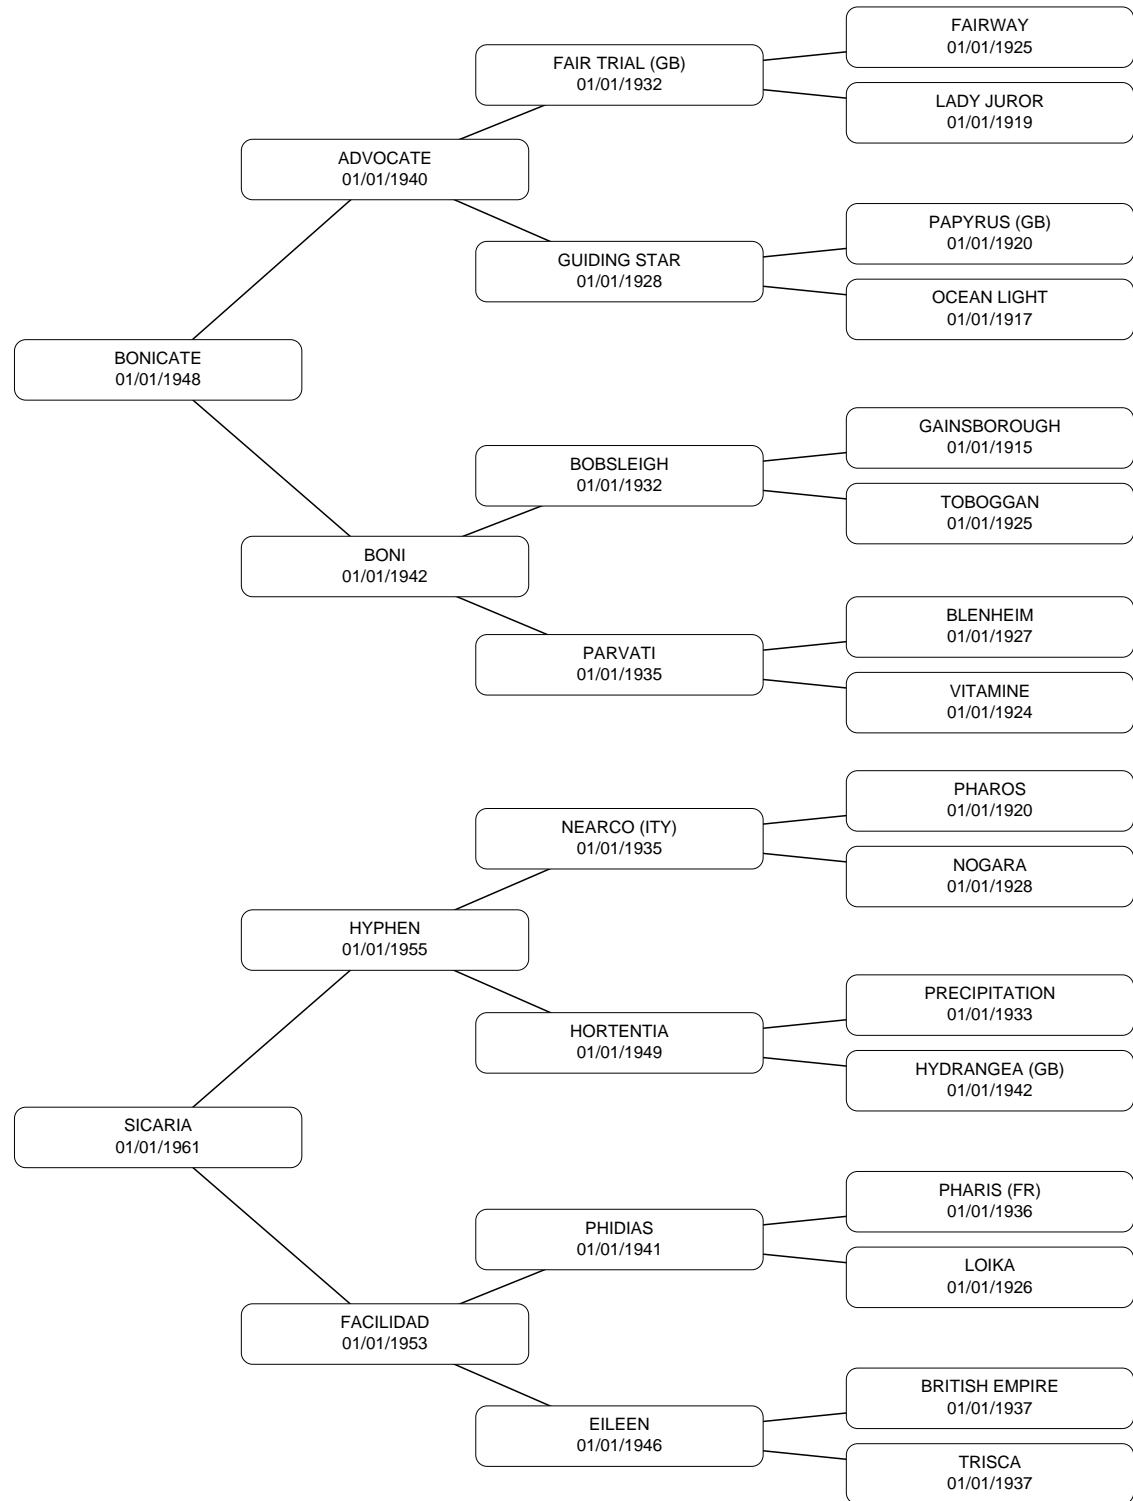 FAIRWAY
01/01/1925
FAIR TRIAL (GB)
01/01/1932
LADY JUROR
01/01/1919
ADVOCATE
01/01/1940
PAPYRUS (GB)
01/01/1920
GUIDING STAR
01/01/1928
OCEAN LIGHT
01/01/1917
BONICATE
01/01/1948
GAINSBOROUGH
01/01/1915
BOBSLEIGH
01/01/1932
TOBOGGAN
01/01/1925
BONI
01/01/1942
BLENHEIM
01/01/1927
PARVATI
01/01/1935
VITAMINE
01/01/1924
PHAROS
01/01/1920
NEARCO (ITY)
01/01/1935
NOGARA
01/01/1928
HYPHEN
01/01/1955
PRECIPITATION
01/01/1933
HORTENTIA
01/01/1949
HYDRANGEA (GB)
01/01/1942
SICARIA
01/01/1961
PHARIS (FR)
01/01/1936
PHIDIAS
01/01/1941
LOIKA
01/01/1926
FACILIDAD
01/01/1953
BRITISH EMPIRE
01/01/1937
EILEEN
01/01/1946
TRISCA
01/01/1937